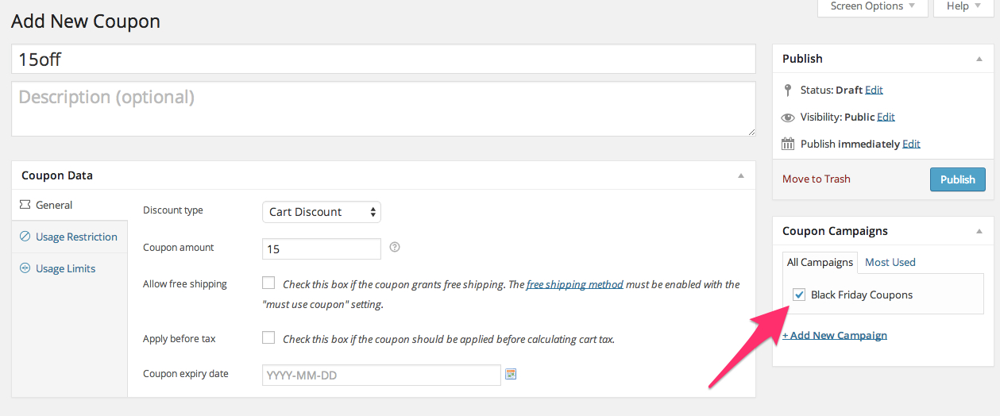 Screen Options
Help
Add New Coupon
15off
Description (optional)
Coupon Data
General
Usage Restriction
Usage Limits
Discount type
Cart Discount
Coupon amount
15
?
Allow free shipping
Check this box if the coupon grants free shipping. The free shipping method must be enabled with the
"must use coupon" setting.
Apply before tax
Check this box if the coupon should be applied before calculating cart tax.
Coupon expiry date
YYYY-MM-DD
Publish
Status: Draft Edit
Visibility: Public Edit
Publish immediately Edit
Move to Trash
Publish
Coupon Campaigns
All Campaigns
Most Used
Black Friday Coupons
+ Add New Campaign